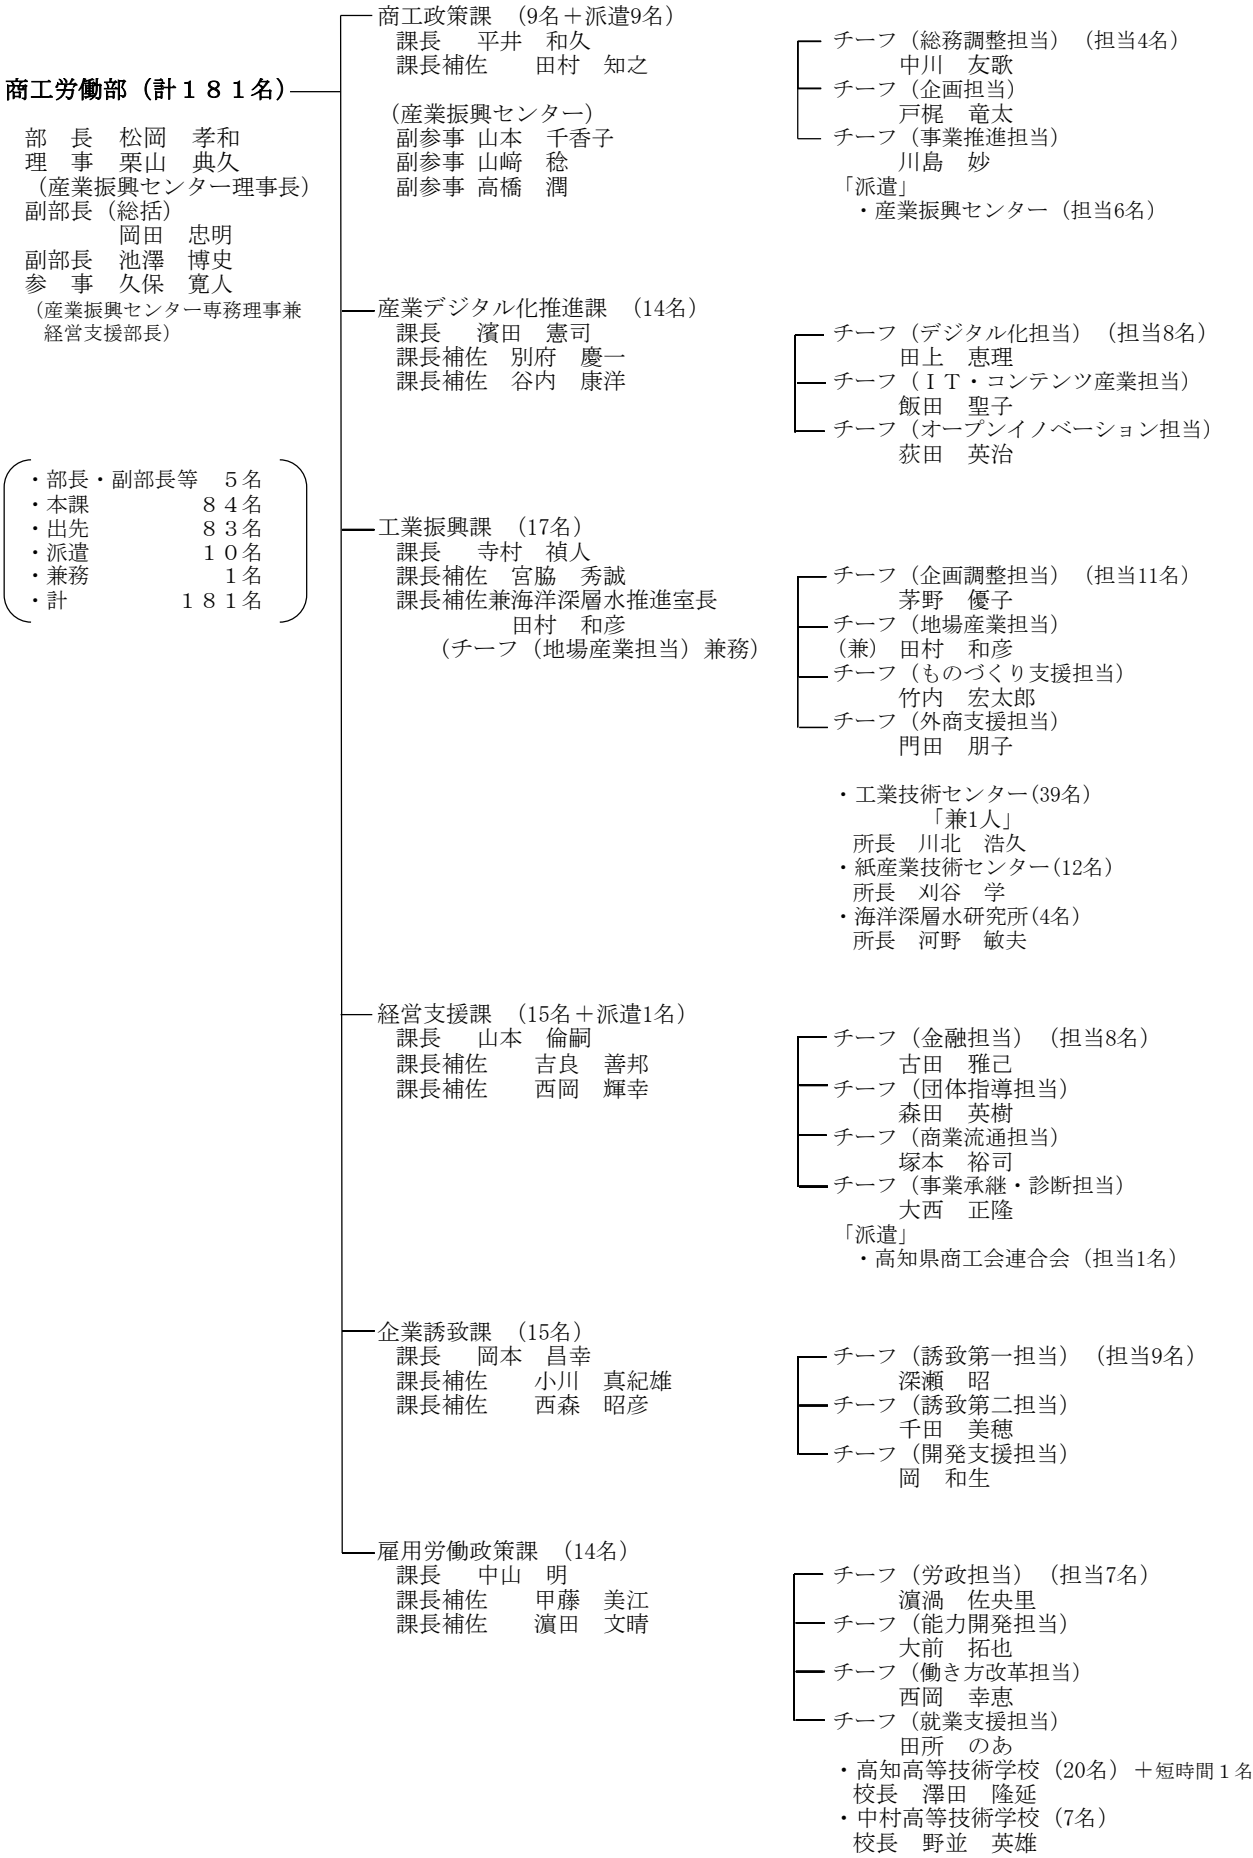 商工労働部（計１８１名）
部　長　松岡　孝和
理　事　栗山　典久
（産業振興センター理事長）
副部長（総括）
岡田　忠明
副部長　池澤　博史
参　事　久保　寛人
（産業振興センター専務理事兼
経営支援部長）
・部長・副部長等　５名
・本課　８４名
・出先　８３名
・派遣　１０名
・兼務　１名
・計　１８１名
商工政策課　（9名＋派遣9名）
課長　平井　和久
課長補佐　田村　知之
（産業振興センター）
副参事 山本　千香子
副参事 山﨑　稔
副参事 高橋　潤
チーフ（総務調整担当）（担当4名）
中川　友歌
チーフ（企画担当）
戸梶　竜太
チーフ（事業推進担当）
川島　妙
「派遣」
・産業振興センター（担当6名）
産業デジタル化推進課　（14名）
課長　濱田　憲司
課長補佐　別府　慶一
課長補佐　谷内　康洋
チーフ（デジタル化担当）（担当8名）
田上　恵理
チーフ（ＩＴ・コンテンツ産業担当）
飯田　聖子
チーフ（オープンイノベーション担当）
荻田　英治
工業振興課　（17名）
課長　寺村　禎人
課長補佐　宮脇　秀誠
課長補佐兼海洋深層水推進室長
田村　和彦
（チーフ（地場産業担当）兼務）
チーフ（企画調整担当）（担当11名）
茅野　優子
チーフ（地場産業担当）
（兼）田村　和彦
チーフ（ものづくり支援担当）
竹内　宏太郎
チーフ（外商支援担当）
門田　朋子
・工業技術センター(39名)
「兼1人」
所長　川北　浩久
・紙産業技術センター(12名)
所長　刈谷　学
・海洋深層水研究所(4名)
所長　河野　敏夫
経営支援課　（15名＋派遣1名）
課長　山本　倫嗣
課長補佐　吉良　善邦
課長補佐　西岡　輝幸
チーフ（金融担当）（担当8名）
古田　雅己
チーフ（団体指導担当）
森田　英樹
チーフ（商業流通担当）
塚本　裕司
チーフ（事業承継・診断担当）
大西　正隆
「派遣」
・高知県商工会連合会（担当1名）
企業誘致課　（15名）
課長　岡本　昌幸
課長補佐　小川　真紀雄
課長補佐　西森　昭彦
チーフ（誘致第一担当）（担当9名）
深瀬　昭
チーフ（誘致第二担当）
千田　美穂
チーフ（開発支援担当）
岡　和生
雇用労働政策課　（14名）
課長　中山　明
課長補佐　甲藤　美江
課長補佐　濵田　文晴
チーフ（労政担当）（担当7名）
濵渦　佐央里
チーフ（能力開発担当）
大前　拓也
チーフ（働き方改革担当）
西岡　幸恵
チーフ（就業支援担当）
田所　のあ
・高知高等技術学校（20名）＋短時間１名
校長　澤田　隆延
・中村高等技術学校（7名）
校長　野並　英雄